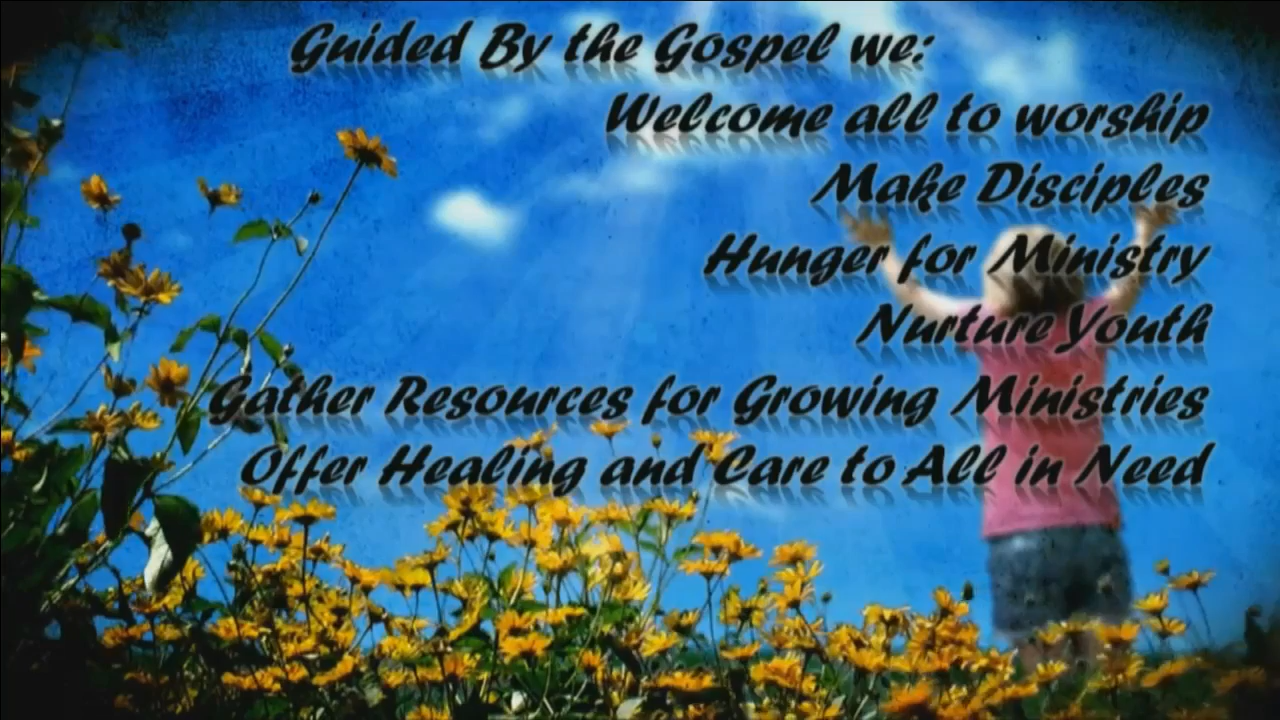 Guided By the Gospel we:
Welcome all to worship
Make Disciples
Hunger for Ministry
Nurture Youth
Gather Resources for Growing Ministries
Offer Healing and Care to All in Need